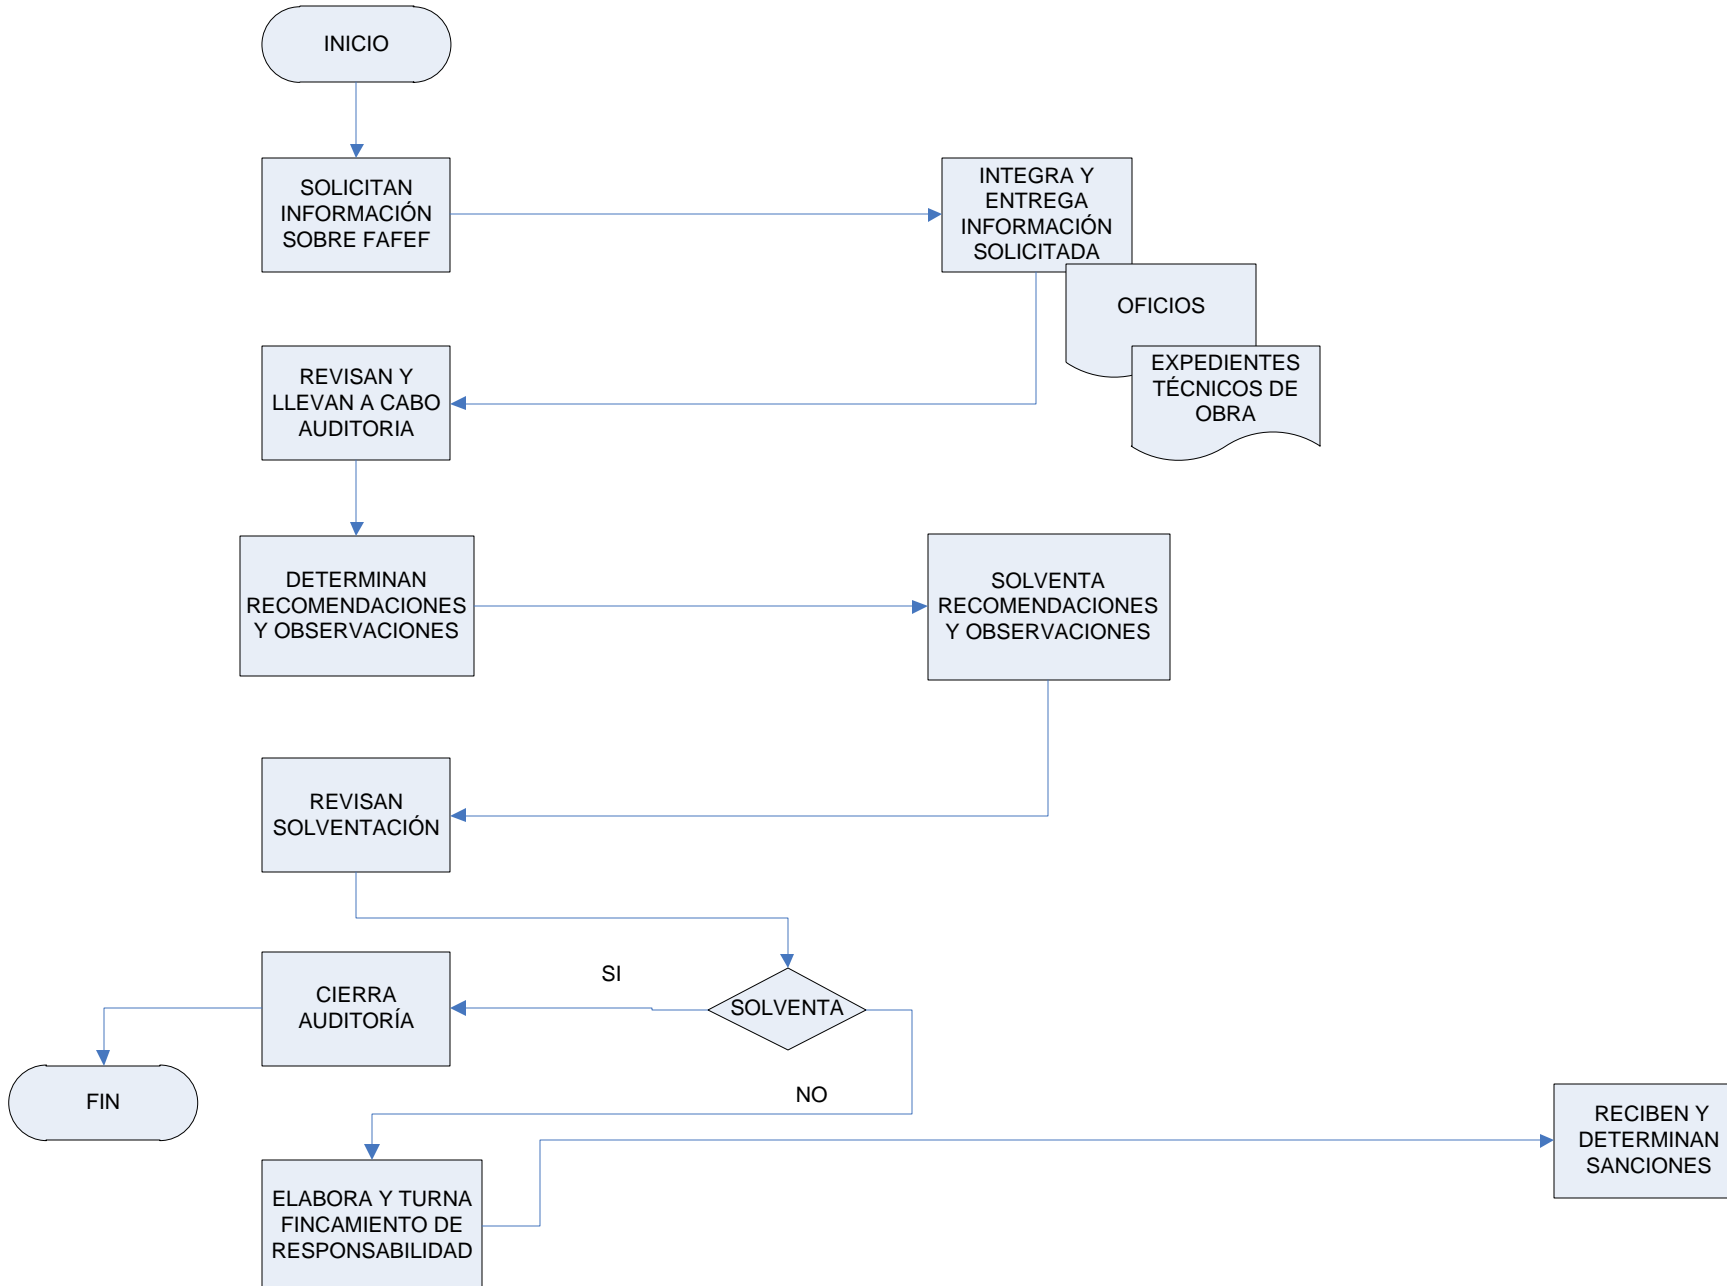 INICIO
SOLICITAN
INFORMACIÓN
SOBRE FAFEF
INTEGRA Y
ENTREGA
INFORMACIÓN
SOLICITADA
OFICIOS
EXPEDIENTES
TÉCNICOS DE
OBRA
REVISAN Y
LLEVAN A CABO
AUDITORIA
DETERMINAN
RECOMENDACIONES
Y OBSERVACIONES
SOLVENTA
RECOMENDACIONES
Y OBSERVACIONES
REVISAN
SOLVENTACIÓN
SOLVENTA
SI
CIERRA
AUDITORÍA
FIN
NO
ELABORA Y TURNA
FINCAMIENTO DE
RESPONSABILIDAD
RECIBEN Y
DETERMINAN
SANCIONES